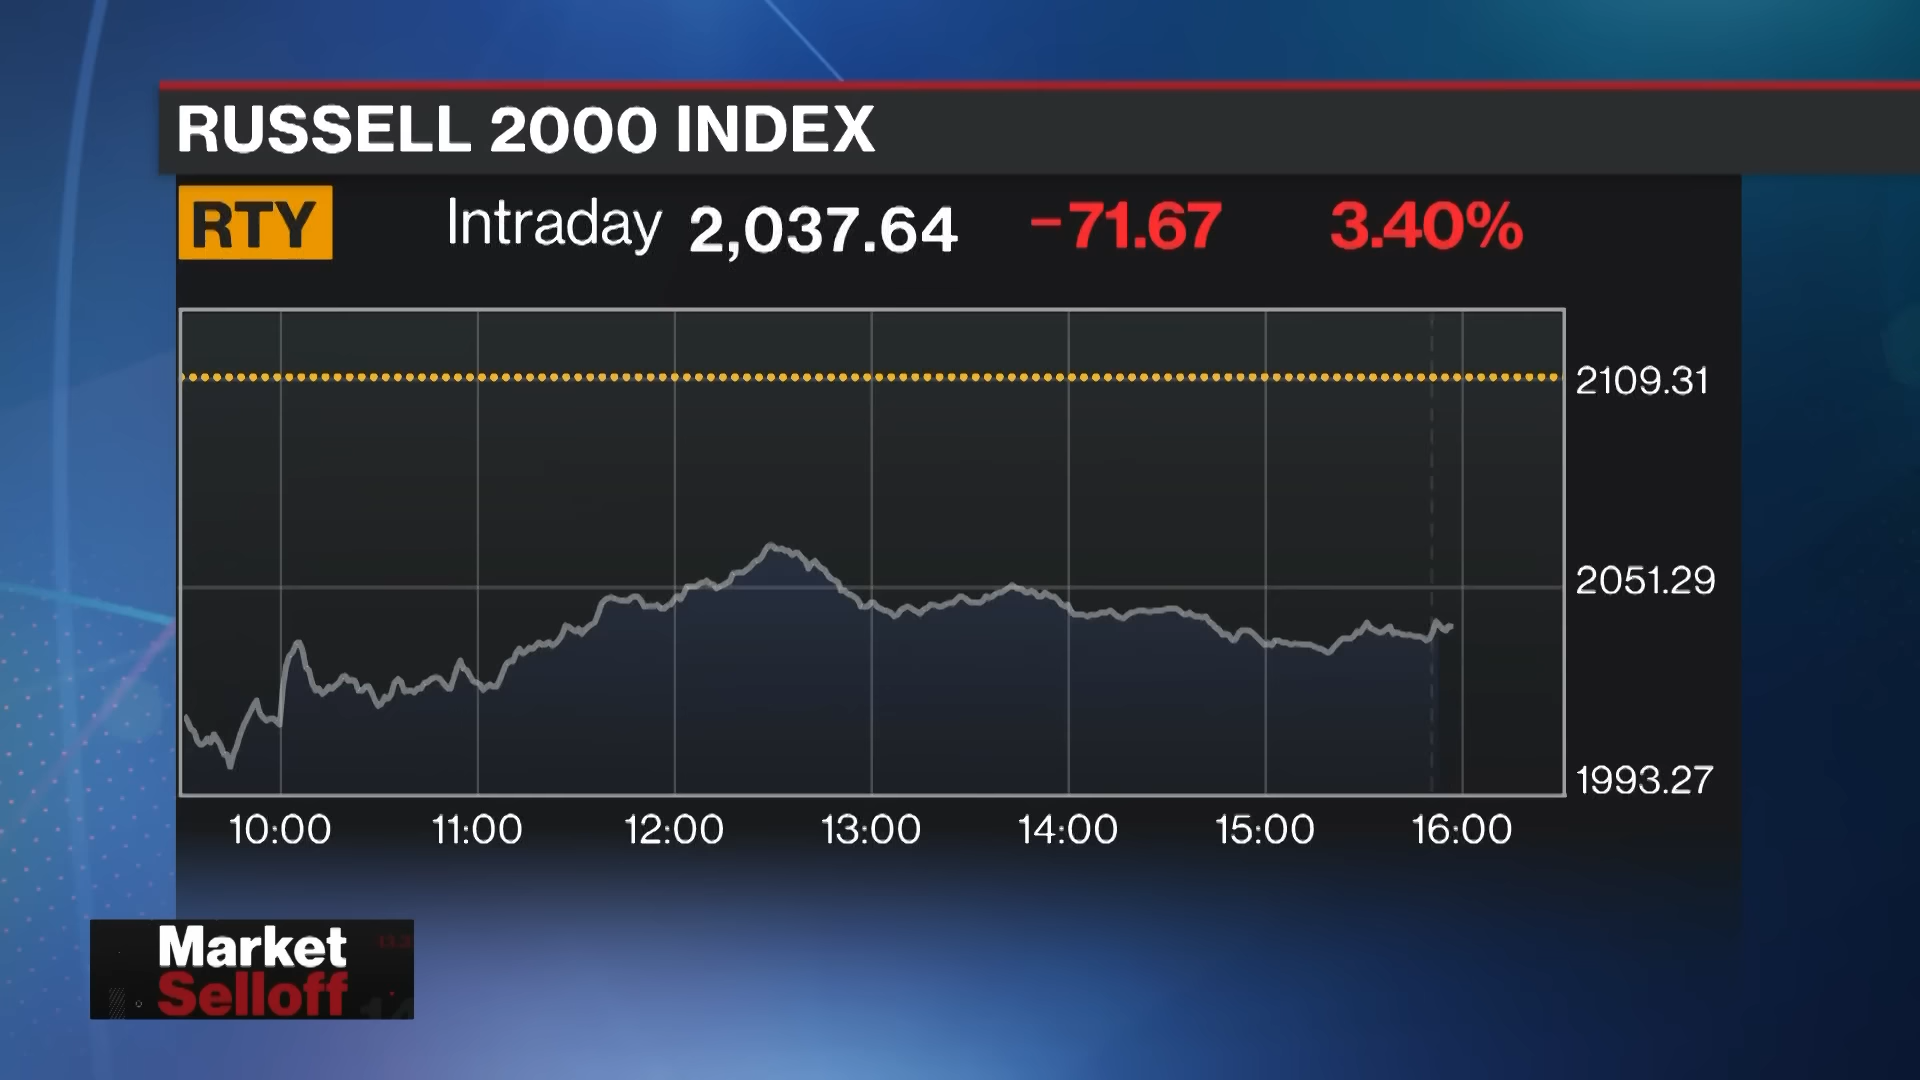 RUSSELL 2000 INDEX
RTY Intraday 2,037.64 -71.67 3.40%
2109.31
2051.29
1993.27
10:00 11:00 12:00 13:00 14:00 15:00 16:00
Market
Selloff